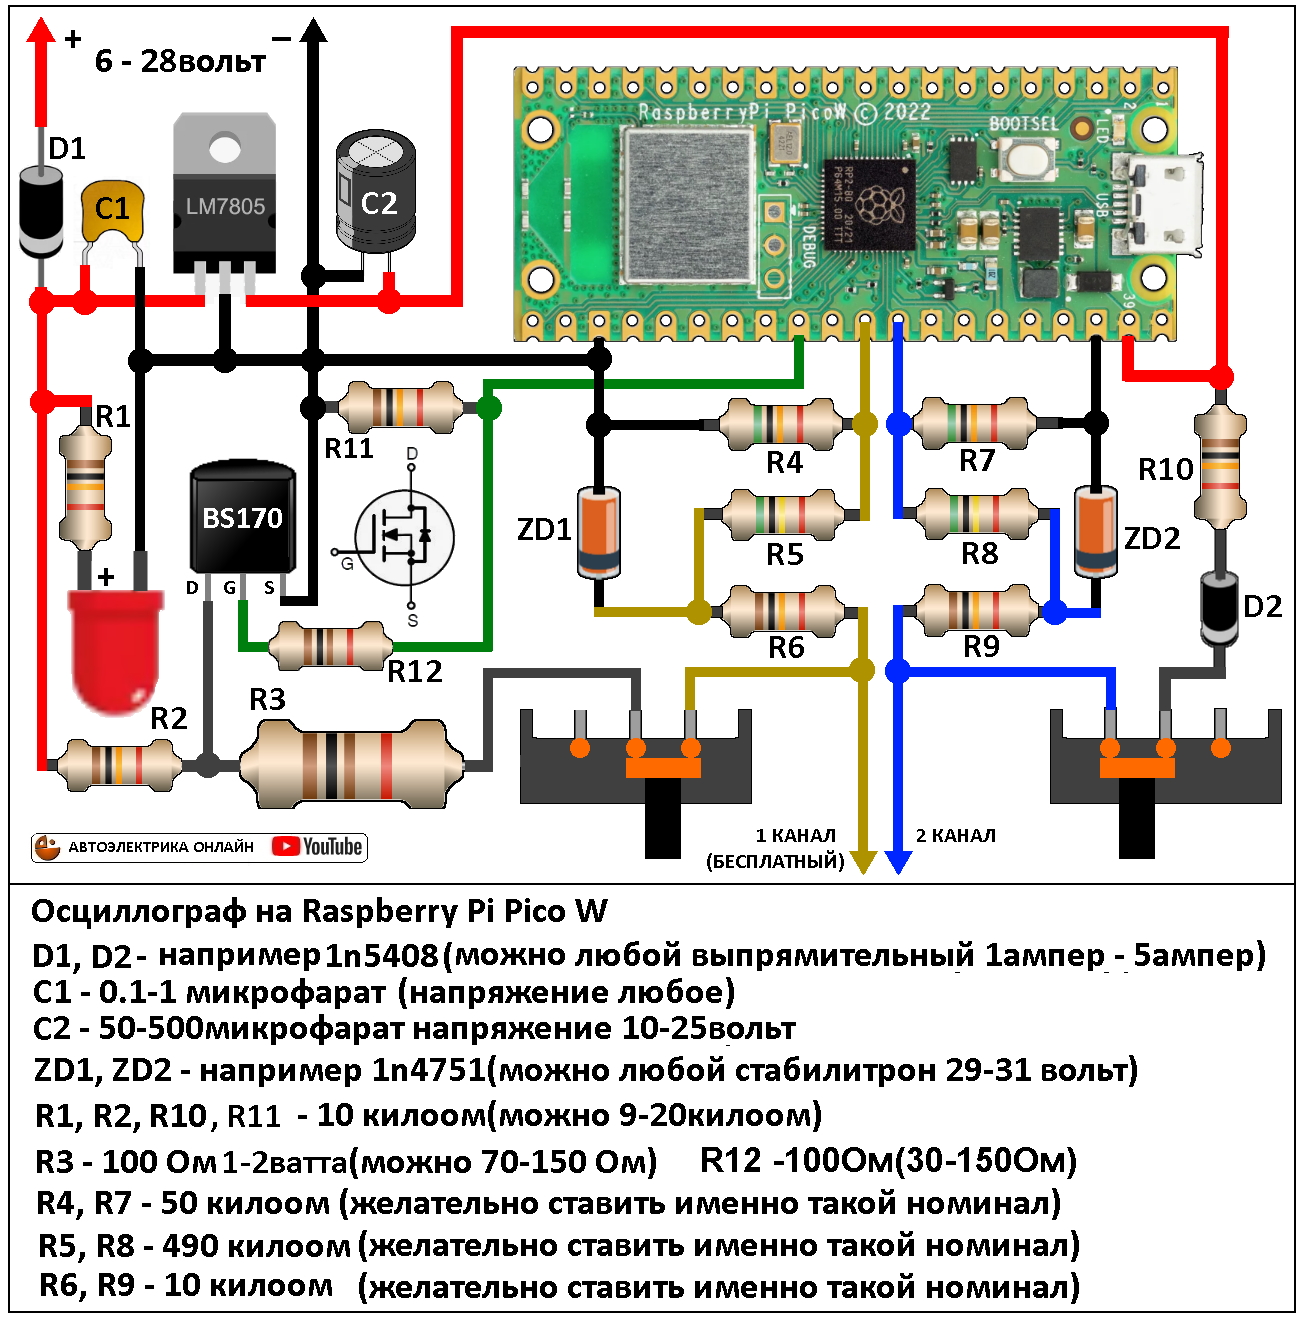 +
–
6 - 28вольт
D1
C1
LM7805
C2
RaspberryPi PicoW © 2022
BOOTSEL
LED
2
1
USB
DEBUG
39
R1
R11
R4
R7
R10
BS170
D
G
S
D
G
S
ZD1
R5
R8
ZD2
+
R12
R6
R9
D2
R2
R3
АВТОЭЛЕКТРИКА ОНЛАЙН YouTube
1 КАНАЛ
(БЕСПЛАТНЫЙ)
2 КАНАЛ
Осциллограф на Raspberry Pi Pico W
D1, D2 - например 1n5408 (можно любой выпрямительный 1ампер - 5ампер)
C1 - 0.1-1 микрофарат (напряжение любое)
C2 - 50-500микрофарат напряжение 10-25вольт
ZD1, ZD2 - например 1n4751(можно любой стабилитрон 29-31 вольт)
R1, R2, R10, R11 - 10 килоом(можно 9-20килоом)
R3 - 100 Ом 1-2ватта(можно 70-150 Ом) R12 -100Ом(30-150Ом)
R4, R7 - 50 килоом (желательно ставить именно такой номинал)
R5, R8 - 490 килоом (желательно ставить именно такой номинал)
R6, R9 - 10 килоом (желательно ставить именно такой номинал)